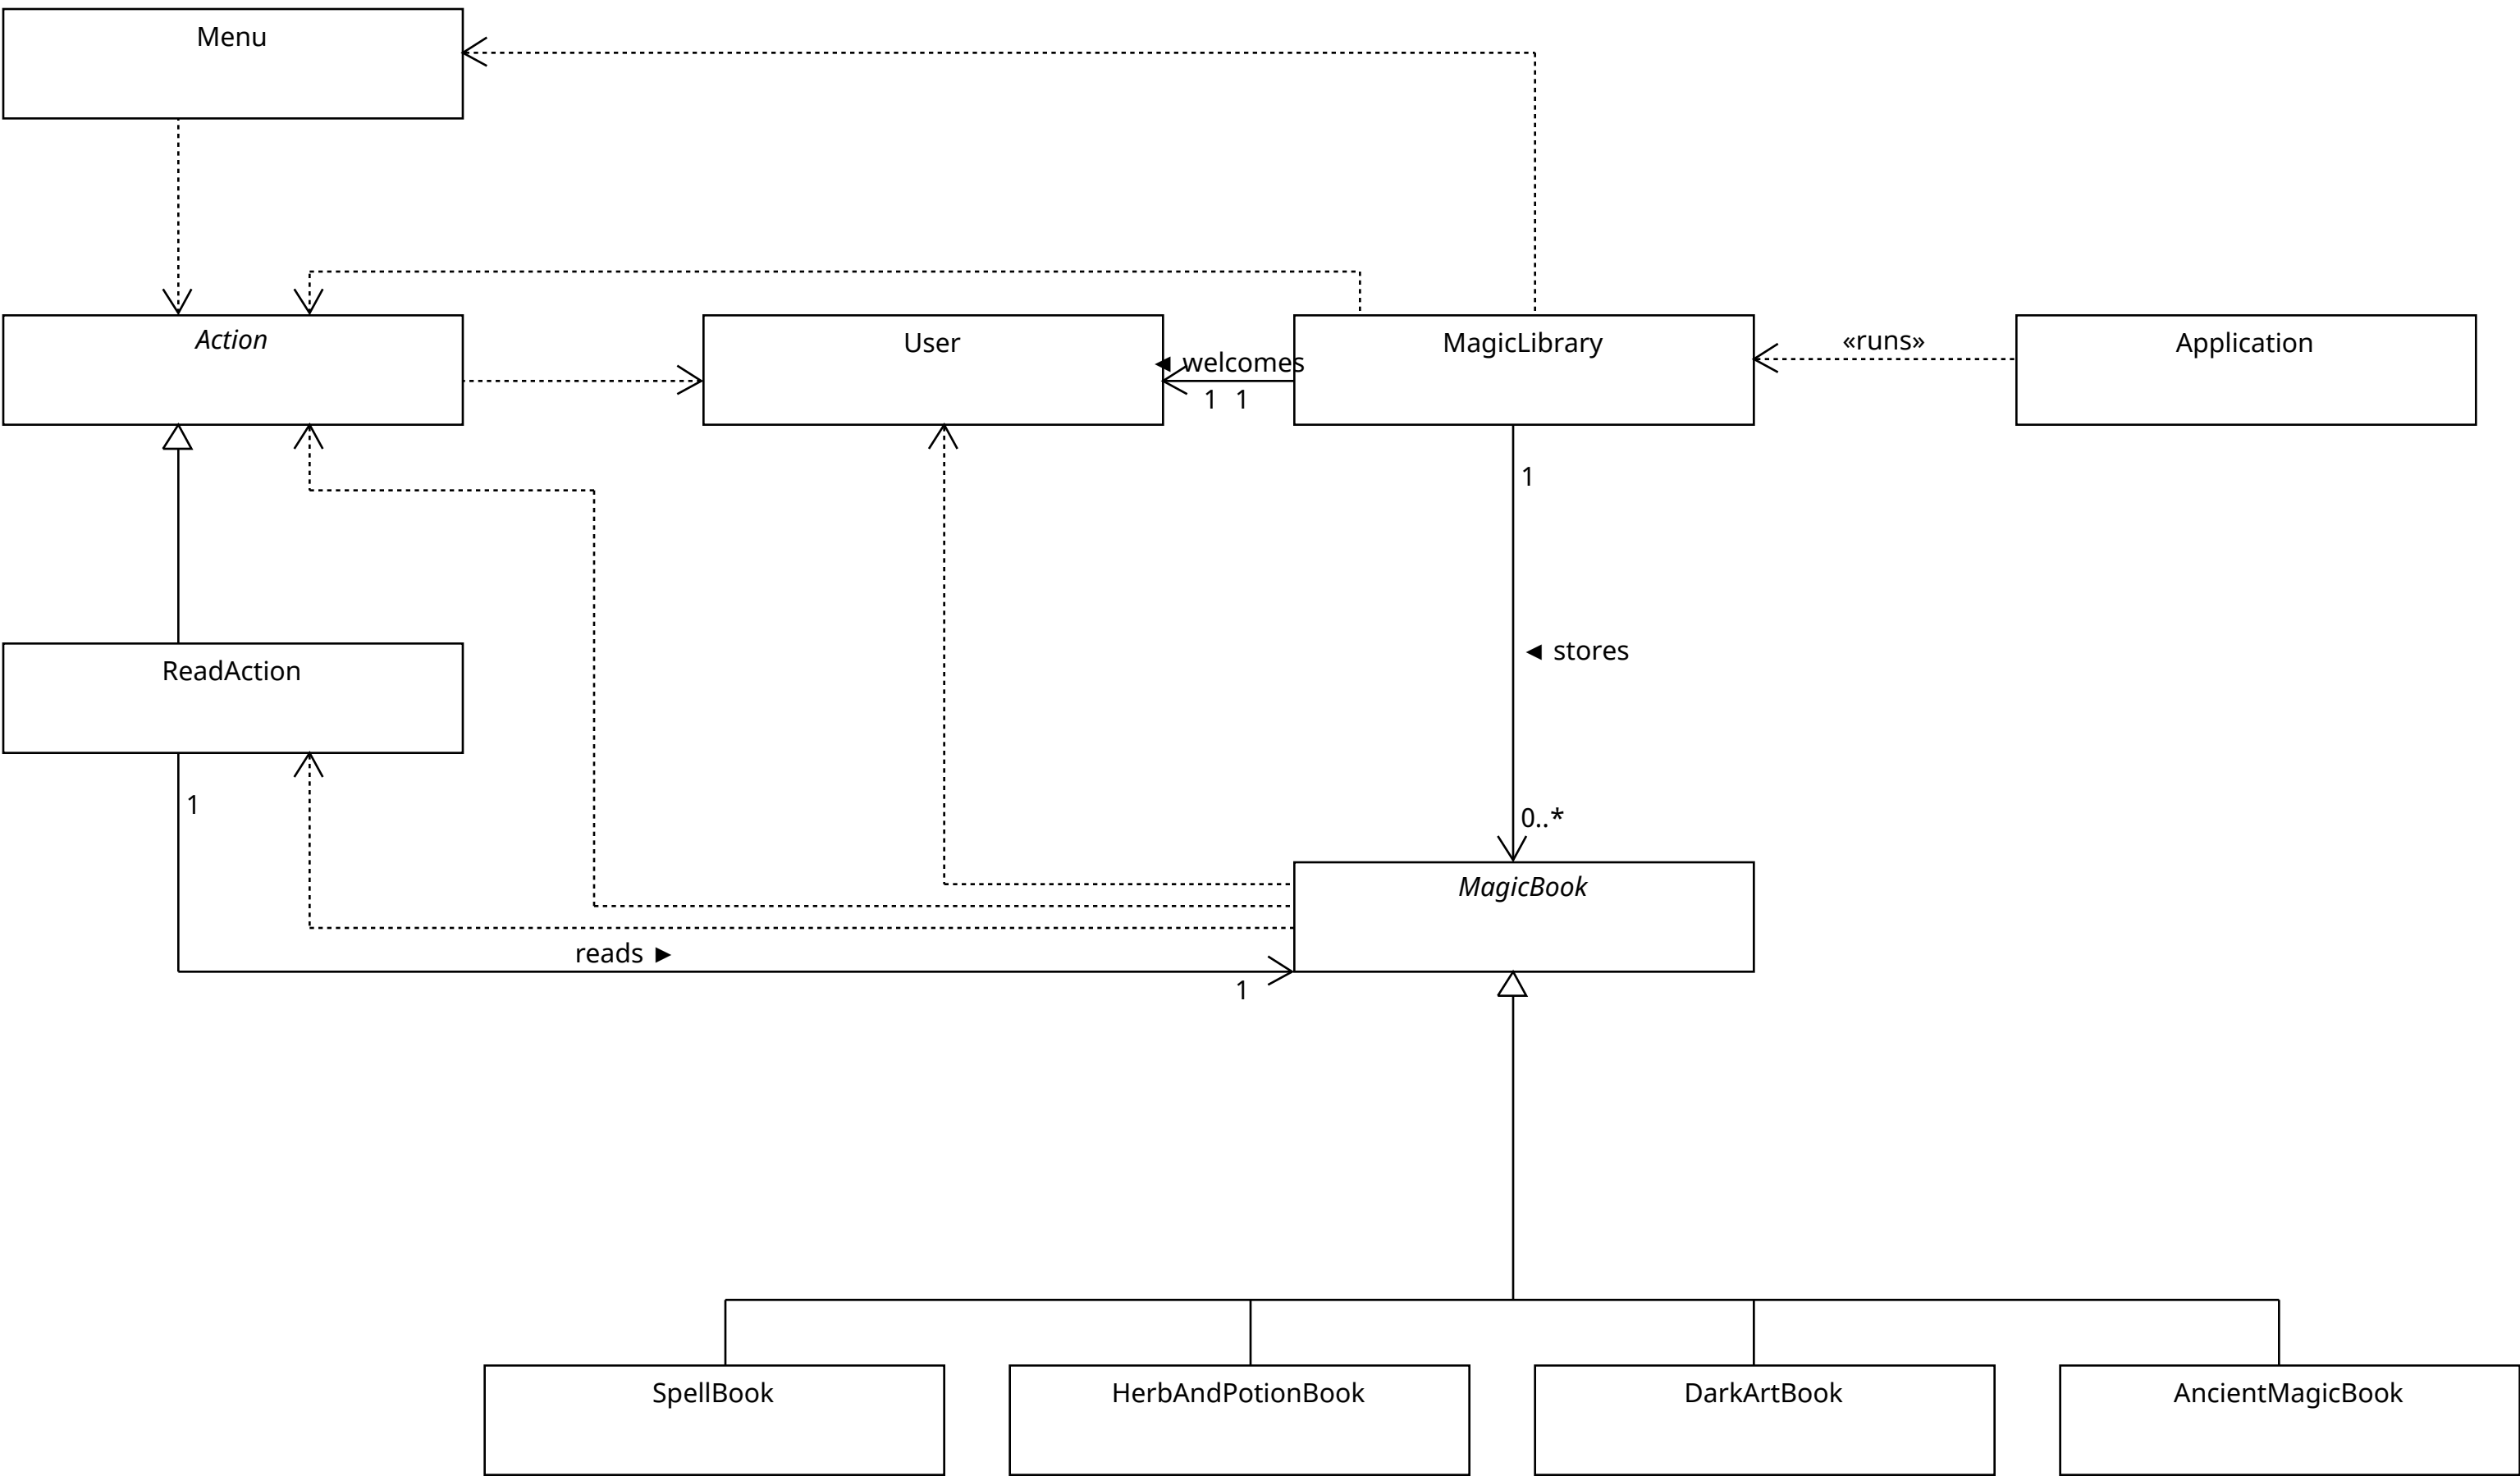 Menu
Action
User
◄ welcomes
1 1
MagicLibrary
«runs»
Application
1
ReadAction
◄ stores
1
0..*
MagicBook
reads ►
1
SpellBook
HerbAndPotionBook
DarkArtBook
AncientMagicBook